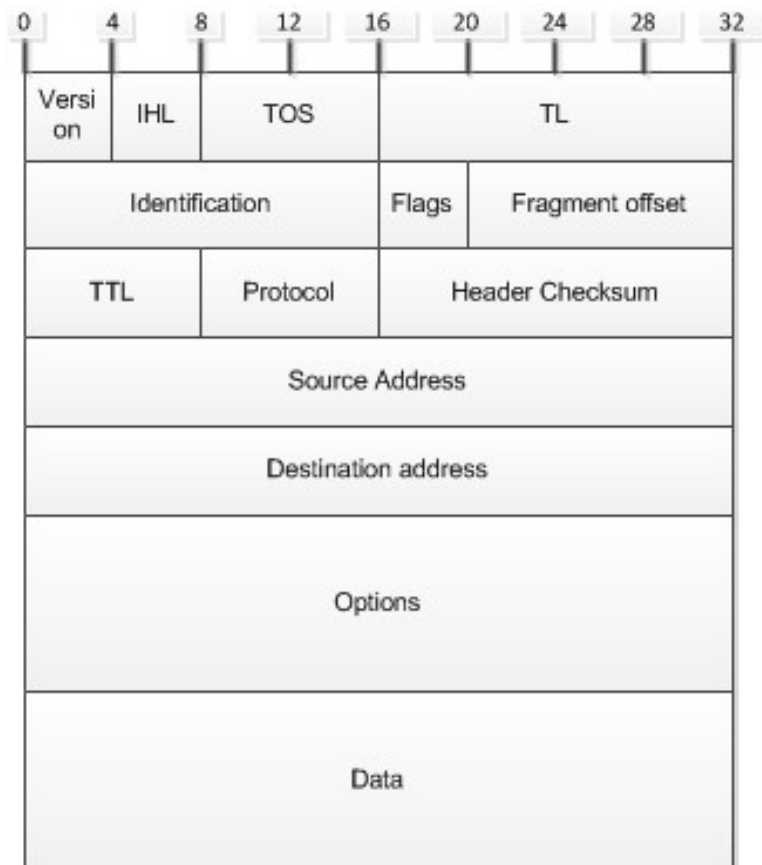 0 4 8 12 16 20 24 28 32
Versi
on
IHL TOS TL
Identification Flags Fragment offset
TTL Protocol Header Checksum
Source Address
Destination address
Options
Data